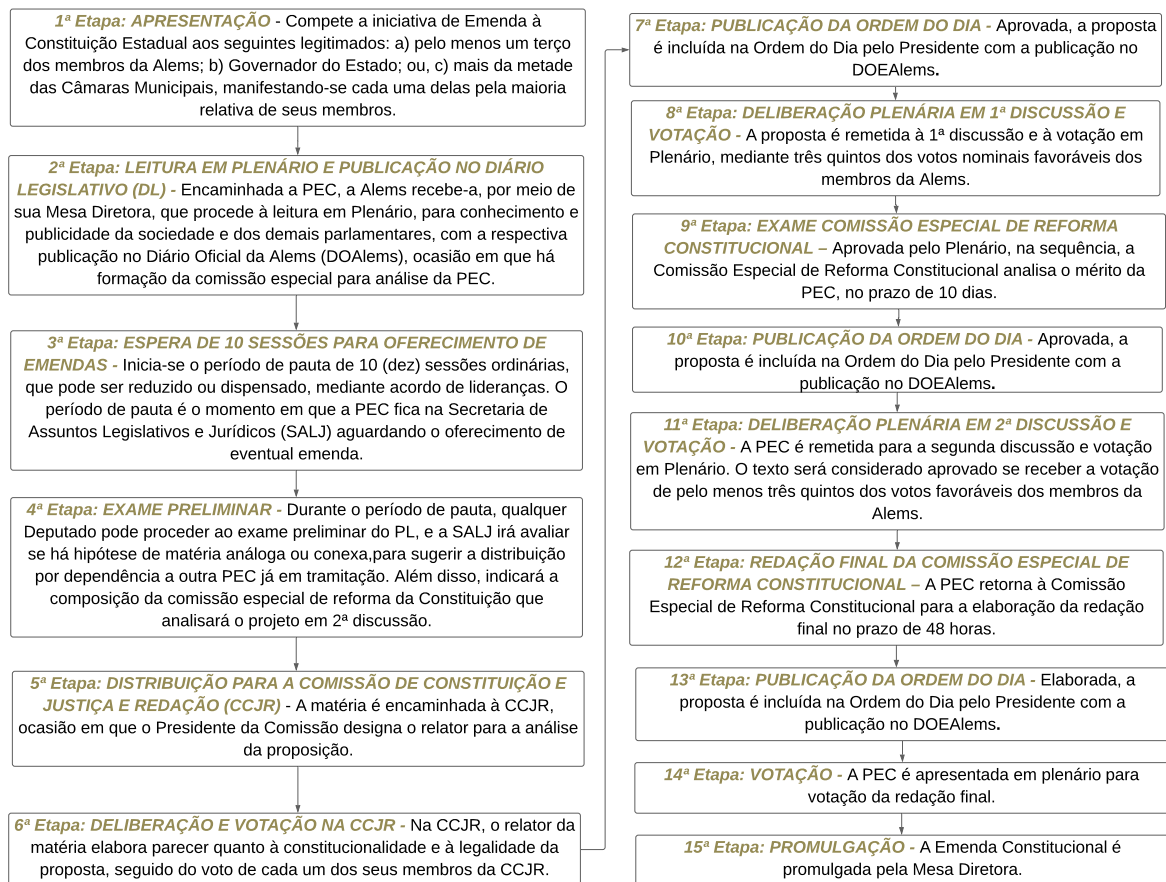 1ª Etapa: APRESENTAÇÃO - Compete a iniciativa de Emenda à
Constituição Estadual aos seguintes legitimados: a) pelo menos um terço
dos membros da Alems; b) Governador do Estado; ou, c) mais da metade
das Câmaras Municipais, manifestando-se cada uma delas pela maioria
relativa de seus membros.
2ª Etapa: LEITURA EM PLENÁRIO E PUBLICAÇÃO NO DIÁRIO
LEGISLATIVO (DL) - Encaminhada a PEC, a Alems recebe-a, por meio de
sua Mesa Diretora, que procede à leitura em Plenário, para conhecimento e
publicidade da sociedade e dos demais parlamentares, com a respectiva
publicação no Diário Oficial da Alems (DOAlems), ocasião em que há
formação da comissão especial para análise da PEC.
3ª Etapa: ESPERA DE 10 SESSÕES PARA OFERECIMENTO DE
EMENDAS - Inicia-se o período de pauta de 10 (dez) sessões ordinárias,
que pode ser reduzido ou dispensado, mediante acordo de lideranças. O
período de pauta é o momento em que a PEC fica na Secretaria de
Assuntos Legislativos e Jurídicos (SALJ) aguardando o oferecimento de
eventual emenda.
4ª Etapa: EXAME PRELIMINAR - Durante o período de pauta, qualquer
Deputado pode proceder ao exame preliminar do PL, e a SALJ irá avaliar
se há hipótese de matéria análoga ou conexa,para sugerir a distribuição
por dependência a outra PEC já em tramitação. Além disso, indicará a
composição da comissão especial de reforma da Constituição que
analisará o projeto em 2ª discussão.
5ª Etapa: DISTRIBUIÇÃO PARA A COMISSÃO DE CONSTITUIÇÃO E
JUSTIÇA E REDAÇÃO (CCJR) - A matéria é encaminhada à CCJR,
ocasião em que o Presidente da Comissão designa o relator para a análise
da proposição.
6ª Etapa: DELIBERAÇÃO E VOTAÇÃO NA CCJR - Na CCJR, o relator da
matéria elabora parecer quanto à constitucionalidade e à legalidade da
proposta, seguido do voto de cada um dos seus membros da CCJR.
7ª Etapa: PUBLICAÇÃO DA ORDEM DO DIA - Aprovada, a proposta
é incluída na Ordem do Dia pelo Presidente com a publicação no
DOEAlems.
8ª Etapa: DELIBERAÇÃO PLENÁRIA EM 1ª DISCUSSÃO E
VOTAÇÃO - A proposta é remetida à 1ª discussão e à votação em
Plenário, mediante três quintos dos votos nominais favoráveis dos
membros da Alems.
9ª Etapa: EXAME COMISSÃO ESPECIAL DE REFORMA
CONSTITUCIONAL – Aprovada pelo Plenário, na sequência, a
Comissão Especial de Reforma Constitucional analisa o mérito da
PEC, no prazo de 10 dias.
10ª Etapa: PUBLICAÇÃO DA ORDEM DO DIA - Aprovada, a
proposta é incluída na Ordem do Dia pelo Presidente com a
publicação no DOEAlems.
11ª Etapa: DELIBERAÇÃO PLENÁRIA EM 2ª DISCUSSÃO E
VOTAÇÃO - A PEC é remetida para a segunda discussão e votação
em Plenário. O texto será considerado aprovado se receber a votação
de pelo menos três quintos dos votos favoráveis dos membros da
Alems.
12ª Etapa: REDAÇÃO FINAL DA COMISSÃO ESPECIAL DE
REFORMA CONSTITUCIONAL – A PEC retorna à Comissão
Especial de Reforma Constitucional para a elaboração da redação
final no prazo de 48 horas.
13ª Etapa: PUBLICAÇÃO DA ORDEM DO DIA - Elaborada, a
proposta é incluída na Ordem do Dia pelo Presidente com a
publicação no DOEAlems.
14ª Etapa: VOTAÇÃO - A PEC é apresentada em plenário para
votação da redação final.
15ª Etapa: PROMULGAÇÃO - A Emenda Constitucional é
promulgada pela Mesa Diretora.